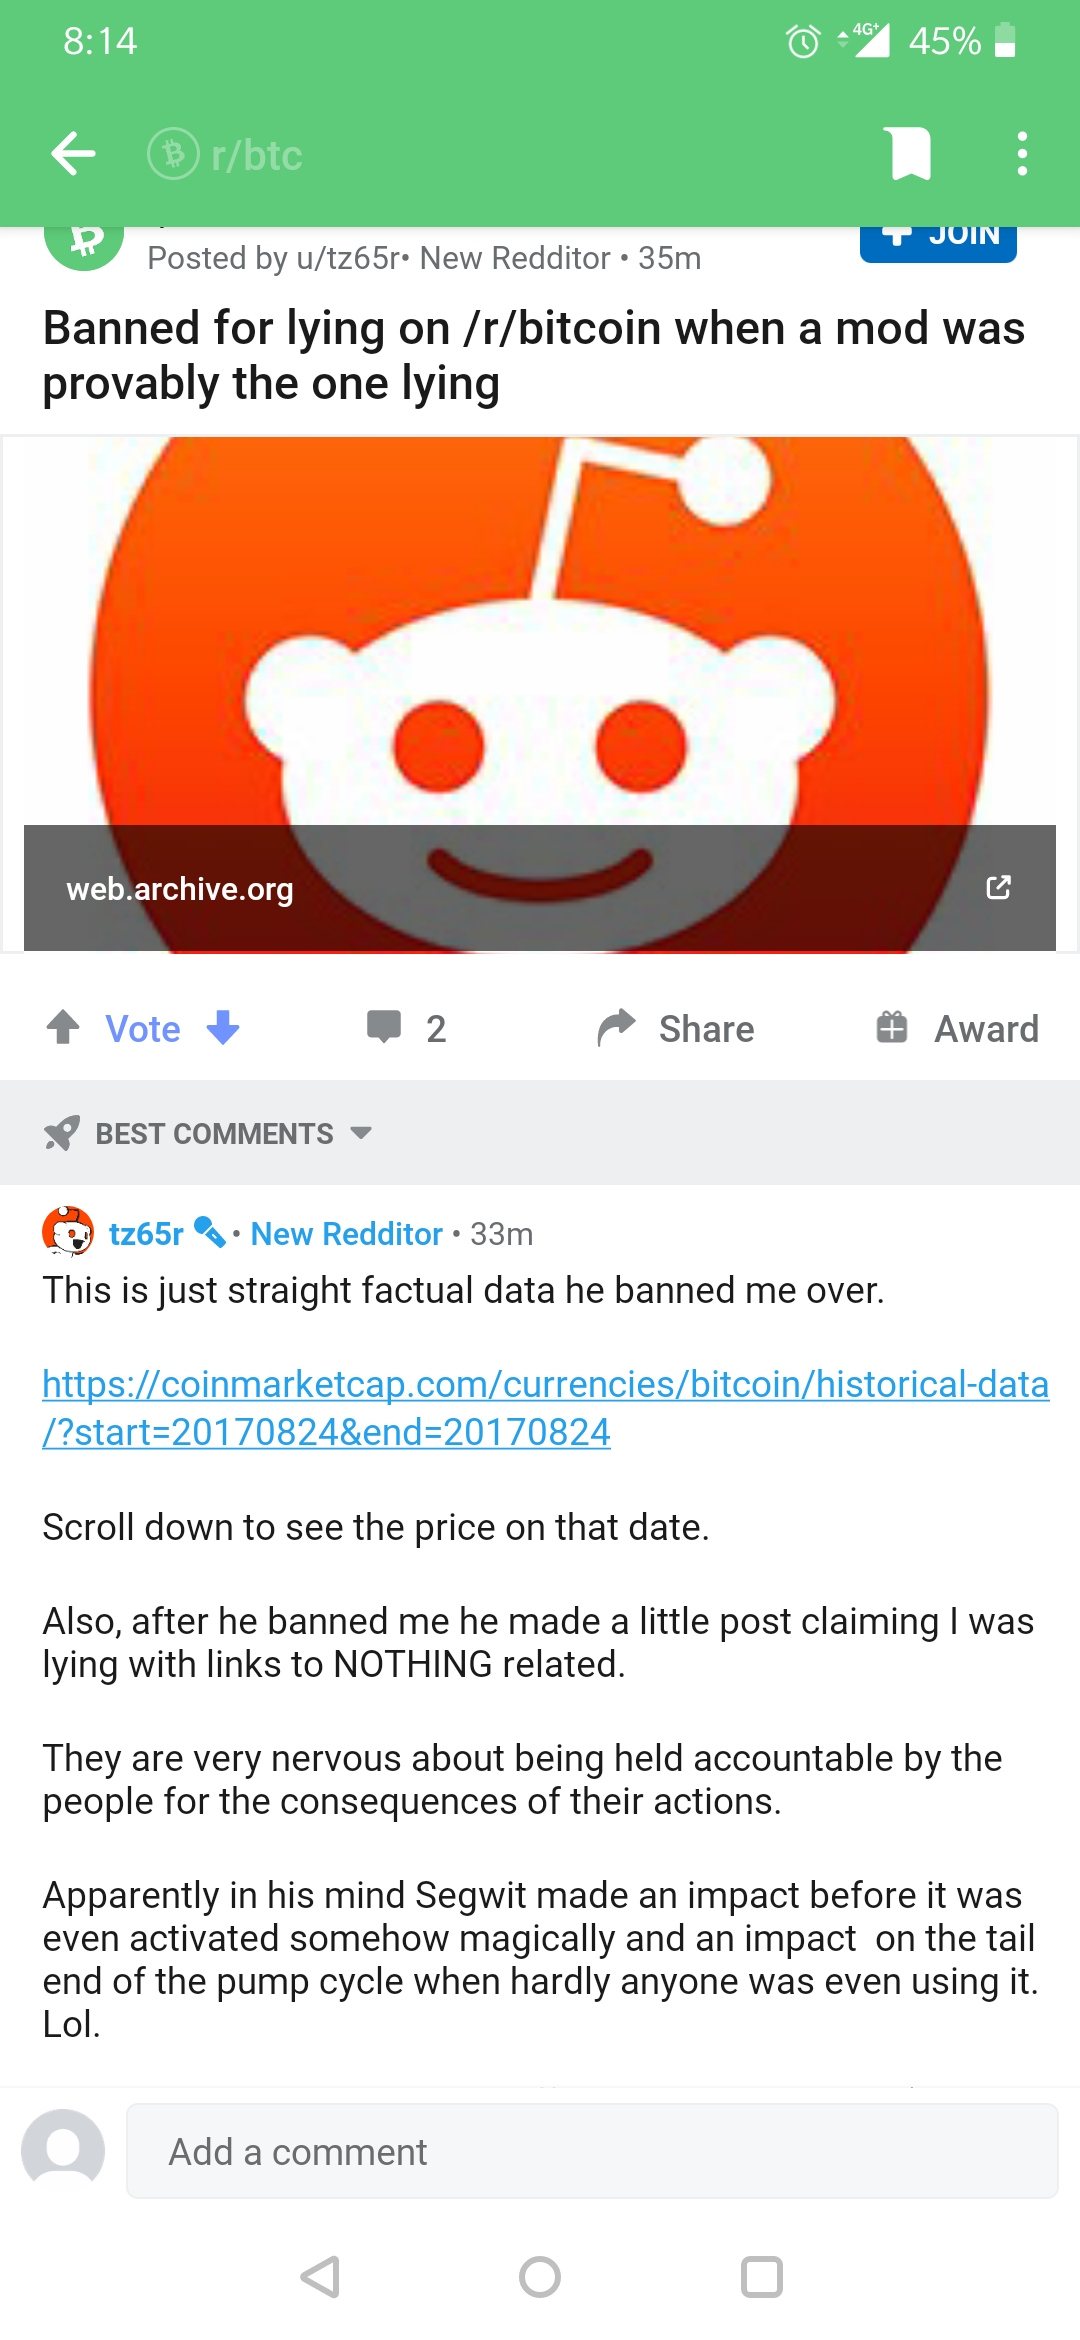 8:14
4G+ 45%
r/btc
Posted by u/tz65r• New Redditor • 35m
JOIN
Banned for lying on /r/bitcoin when a mod was
provably the one lying
web.archive.org
Vote
2
Share
Award
BEST COMMENTS
tz65r • New Redditor • 33m
This is just straight factual data he banned me over.
https://coinmarketcap.com/currencies/bitcoin/historical-data
/?start=20170824&end=20170824
Scroll down to see the price on that date.
Also, after he banned me he made a little post claiming I was
lying with links to NOTHING related.
They are very nervous about being held accountable by the
people for the consequences of their actions.
Apparently in his mind Segwit made an impact before it was
even activated somehow magically and an impact  on the tail
end of the pump cycle when hardly anyone was even using it.
Lol.
Add a comment